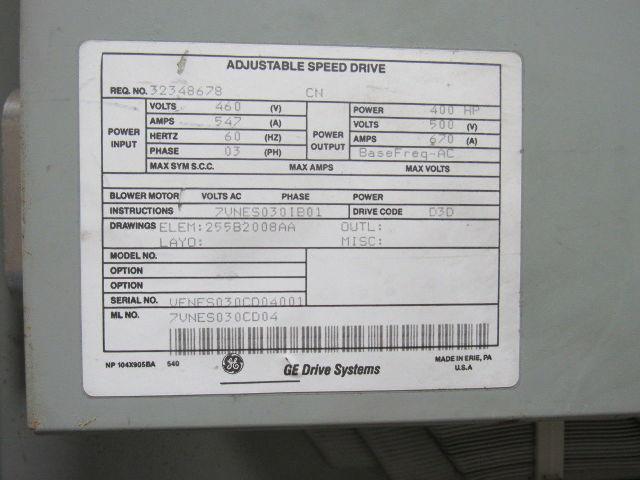 ADJUSTABLE SPEED DRIVE
REQ. NO. 32348678 CN
POWER INPUT
VOLTS 460 (V)
AMPS 547 (A)
HERTZ 60 (HZ)
PHASE 03 (PH)
POWER OUTPUT
POWER 400 HP
VOLTS 500 (V)
AMPS 670 (A)
BaseFreq-AC
MAX SYM S.C.C. MAX AMPS MAX VOLTS
BLOWER MOTOR VOLTS AC PHASE POWER
INSTRUCTIONS 7VNES030IB01 DRIVE CODE D3D
DRAWINGS ELEM:255B2008AA OUTL:
LAYO: MISC:
MODEL NO.
OPTION
OPTION
SERIAL NO. VENES030CD04001
ML NO. 7VNES030CD04
NP 104X905BA 540 GE GE Drive Systems MADE IN ERIE, PA
U.S.A